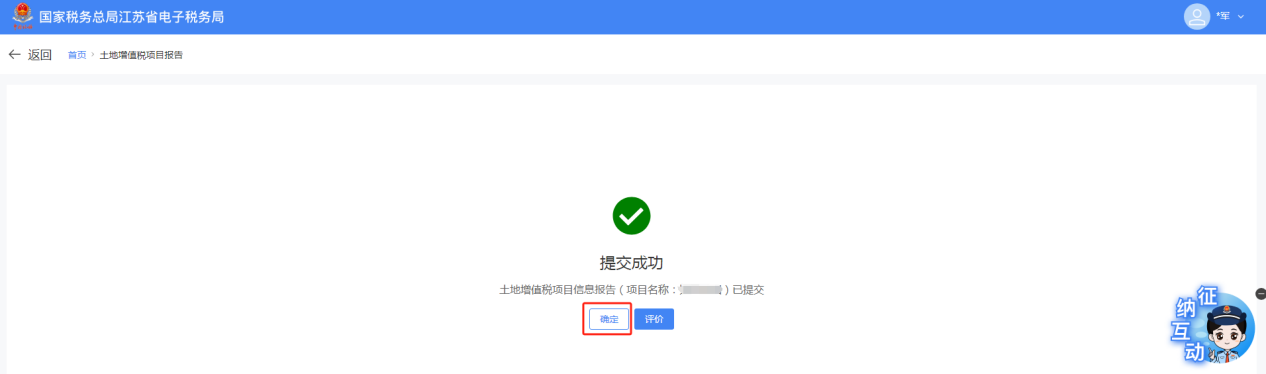 国家税务总局江苏省电子税务局
*军
返回 首页 › 土地增值税项目报告
提交成功
土地增值税项目信息报告（项目名称： ）已提交
确定 评价
征纳互动